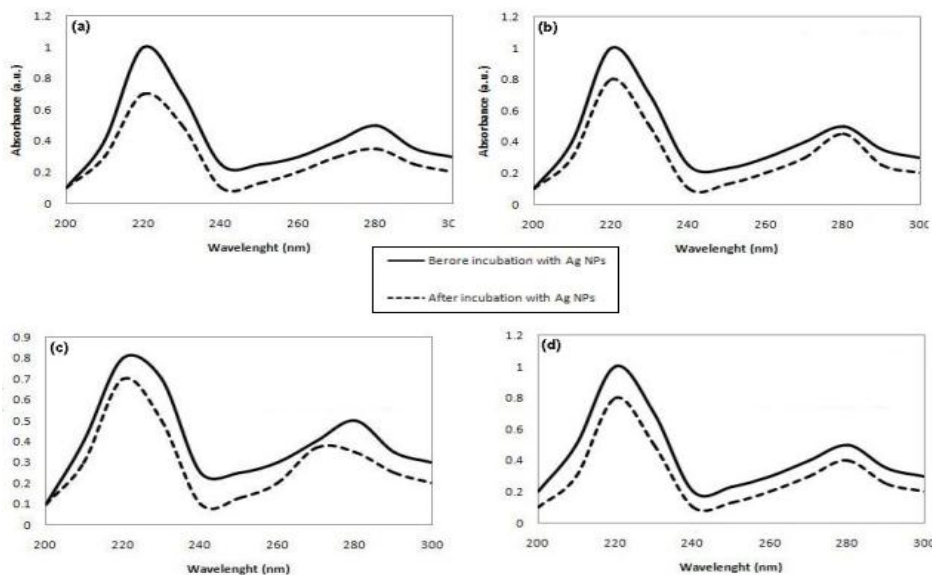 (a)
1.2
1
0.8
0.6
0.4
0.2
0
Absorbance (a.u.)
200 220 240 260 280 30
Wavelenght (nm)
(b)
1.2
1
0.8
0.6
0.4
0.2
0
Absorbance (a.u.)
200 220 240 260 280 300
Wavelenght (nm)
Berore incubation with Ag NPs
After incubation with Ag NPs
(c)
0.9
0.8
0.7
0.6
0.5
0.4
0.3
0.2
0.1
0
200 220 240 260 280 300
Wavelenght (nm)
(d)
1.2
1
0.8
0.6
0.4
0.2
0
200 220 240 260 280 300
Wavelenght (nm)